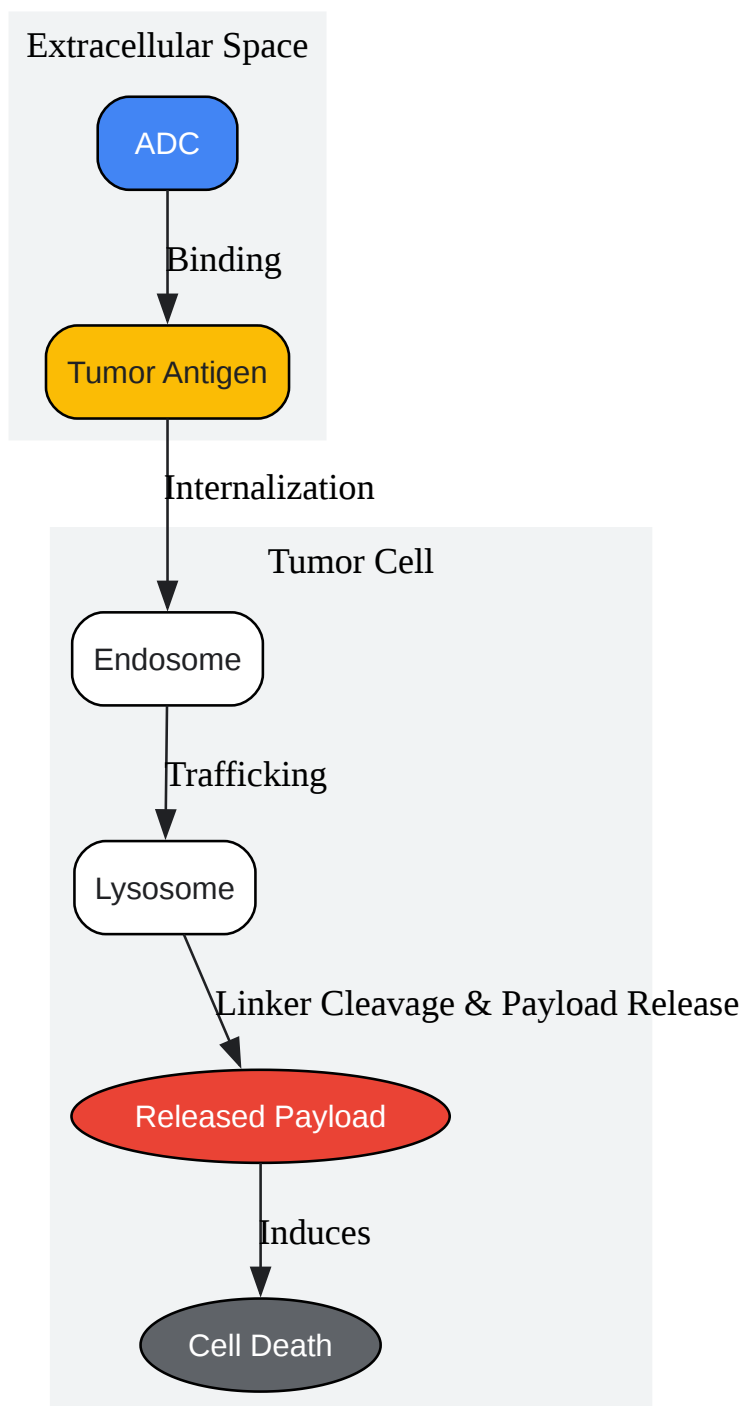 Extracellular Space
ADC
Binding
Tumor Antigen
Internalization
Tumor Cell
Endosome
Trafficking
Lysosome
Linker Cleavage & Payload Release
Released Payload
Induces
Cell Death